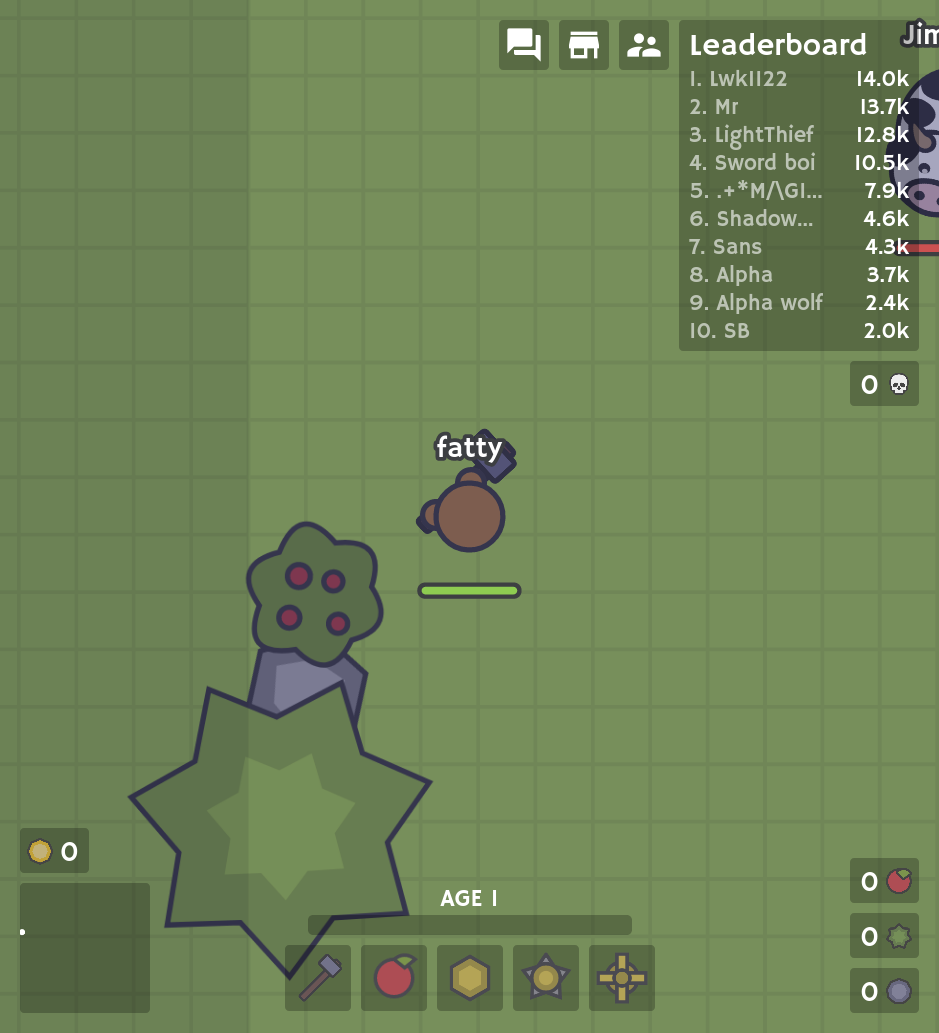 Leaderboard
1. Lwk1122 14.0k
2. Mr 13.7k
3. LightThief 12.8k
4. Sword boi 10.5k
5. .+*M/\GI... 7.9k
6. Shadow... 4.6k
7. Sans 4.3k
8. Alpha 3.7k
9. Alpha wolf 2.4k
10. SB 2.0k
0
fatty
0
AGE 1
0
0
0